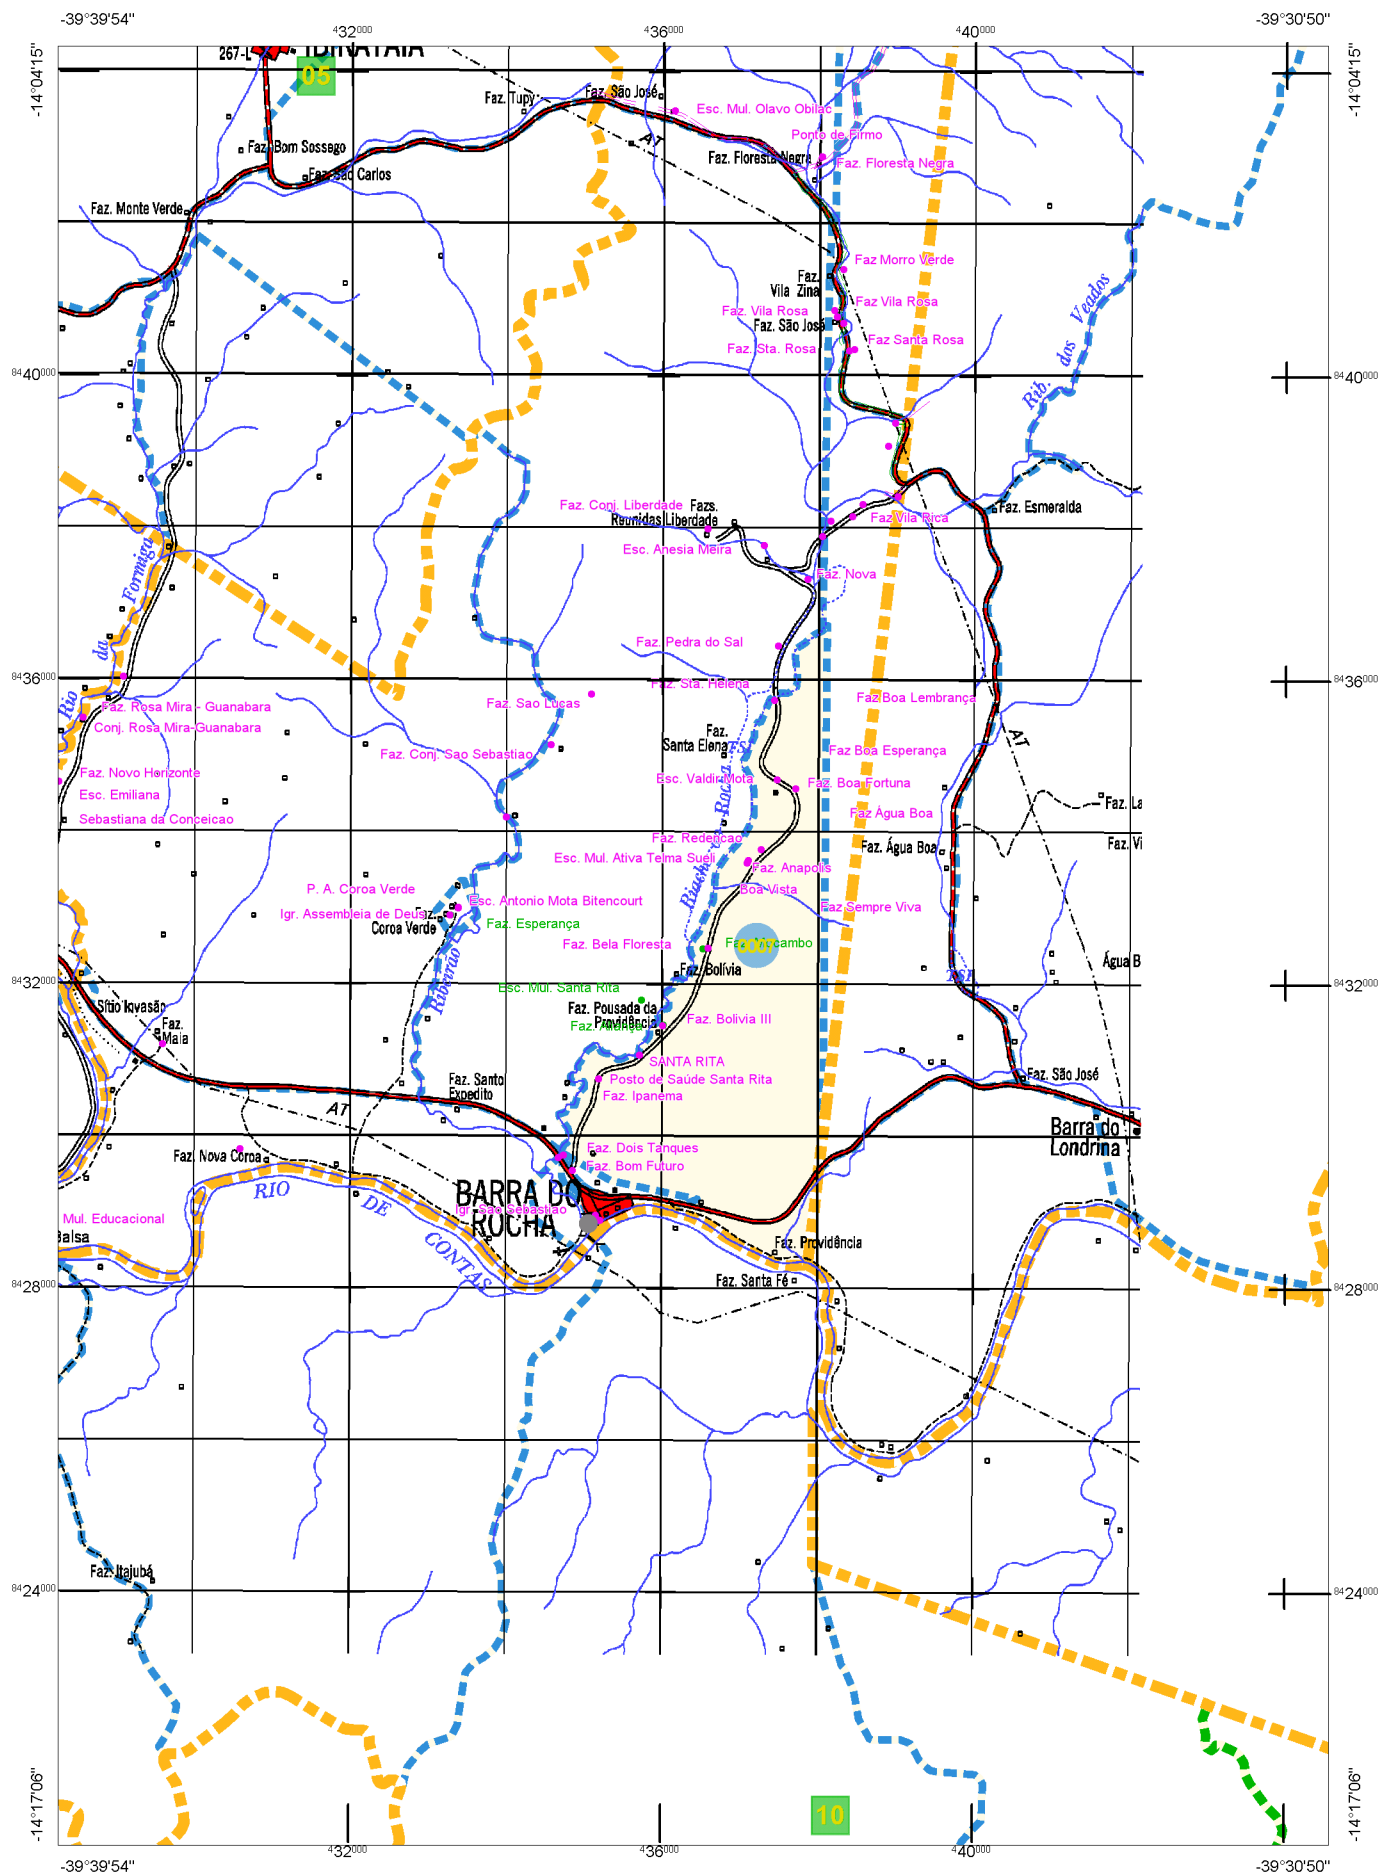 -39°39'54"
-39°30'50"
432000
436000
440000
-14°04'15"
-14°04'15"
267-L
IBIRATAIA
05
Faz. Tupy
Faz. São José
Esc. Mul. Olavo Obilac
AT
Ponto de Firmo
Faz. Bom Sossego
Faz. Floresta Negra
Faz. Floresta Negra
Faz. São Carlos
Faz. Monte Verde
Faz Morro Verde
Faz.
Vila Zina
Faz Vila Rosa
Faz. Vila Rosa
Faz. São José
Faz Santa Rosa
Faz. Sta. Rosa
Rib. dos Veados
8440000
8440000
Faz. Conj. Liberdade
Fazs.
Reunidas Liberdade
Faz Vila Rica
Faz. Esmeralda
Esc. Anesia Meira
Faz. Nova
Rio da Formiga
Faz. Pedra do Sal
8436000
8436000
Faz. Sta. Helena
Faz Boa Lembrança
Faz. Rosa Mira - Guanabara
Faz. Sao Lucas
Conj. Rosa Mira-Guanabara
Faz.
Santa Elena
AT
Faz. Conj. Sao Sebastiao
Faz Boa Esperança
Faz. Novo Horizonte
Esc. Valdir Mota
Faz. Boa Fortuna
Esc. Emiliana
Faz. La
Sebastiana da Conceicao
Faz Água Boa
Faz. Redencao
Faz. Água Boa
Faz. Vi
Esc. Mul. Ativa Telma Sueli
Faz. Anapolis
P. A. Coroa Verde
Boa Vista
Esc. Antonio Mota Bitencourt
Faz Sempre Viva
Igr. Assembleia de Deus
Faz.
Coroa Verde
Faz. Esperança
Faz. Bela Floresta
Ribeirão
Faz. Bolívia
Água B
8432000
8432000
Esc. Mul. Santa Rita
Sítio Invasão
Faz. Pousada da
Providência
Faz. Bolivia III
Faz.
Maia
SANTA RITA
Faz. Santo
Expedito
Posto de Saúde Santa Rita
Faz. São José
Faz. Ipanema
AT
Barra do
Londrina
Faz. Nova Coroa
Faz. Dois Tanques
Faz. Bom Futuro
RIO DE CONTAS
BARRA DO
ROCHA
Igr. Sao Sebastiao
Mul. Educacional
Balsa
Faz. Providência
Faz. Santa Fé
8428000
8428000
Faz. Itajubá
8424000
8424000
10
-14°17'06"
-14°17'06"
432000
436000
440000
-39°39'54"
-39°30'50"